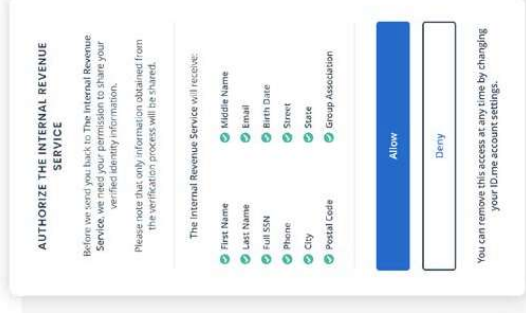 AUTHORIZE THE INTERNAL REVENUE
SERVICE
Before we send you back to The Internal Revenue
Service, we need your permission to share your
verified identity information.
Please note that only information obtained from
the verification process will be shared.
The Internal Revenue Service will receive:
First Name Middle Name
Last Name Email
Full SSN Birth Date
Phone Street
City State
Postal Code Group Association
Allow
Deny
You can remove this access at any time by changing
your ID.me account settings.